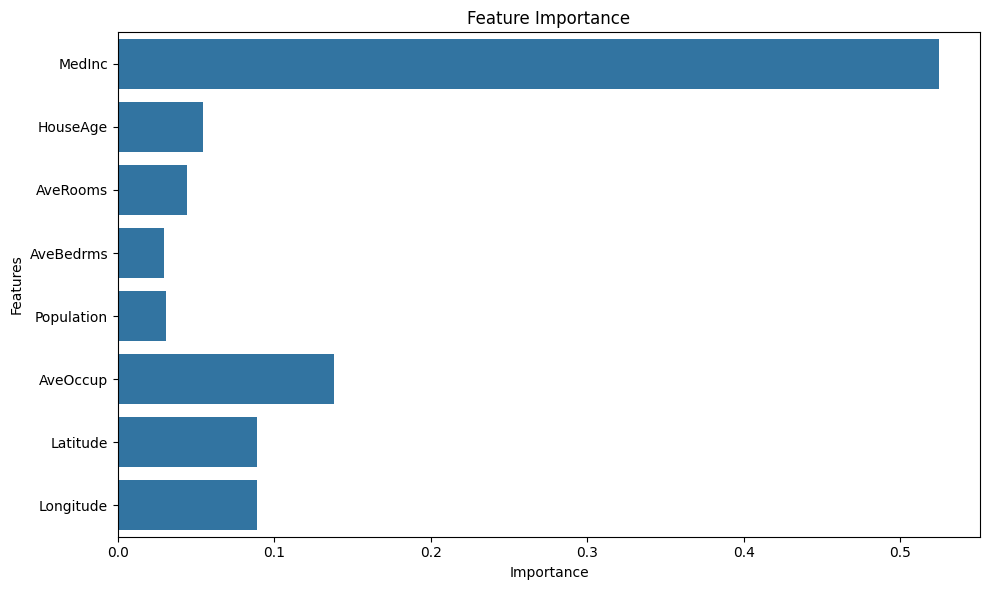 Feature Importance
MedInc
HouseAge
AveRooms
AveBedrms
Population
AveOccup
Latitude
Longitude
Features
0.0 0.1 0.2 0.3 0.4 0.5
Importance